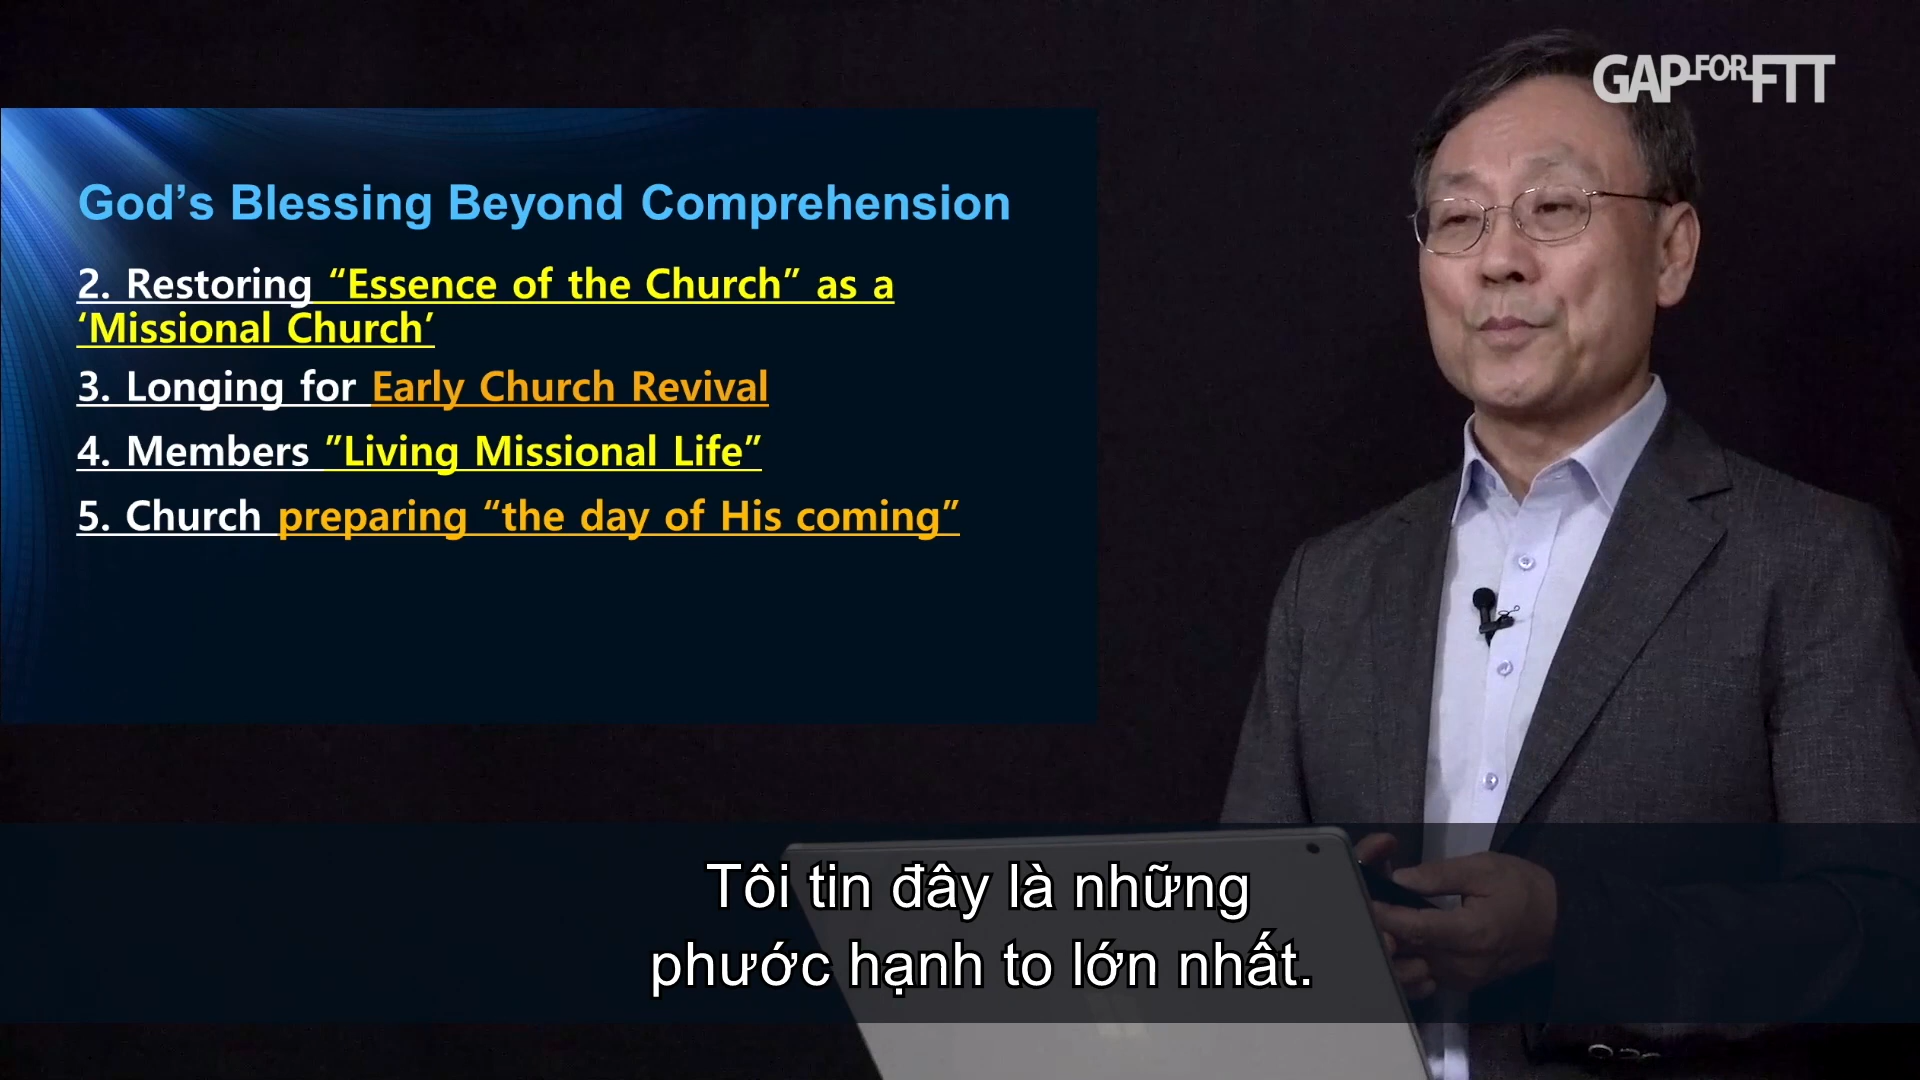 GAP FOR FTT
God’s Blessing Beyond Comprehension
2. Restoring “Essence of the Church” as a
‘Missional Church’
3. Longing for Early Church Revival
4. Members ”Living Missional Life”
5. Church preparing “the day of His coming”
Tôi tin đây là những
phước hạnh to lớn nhất.